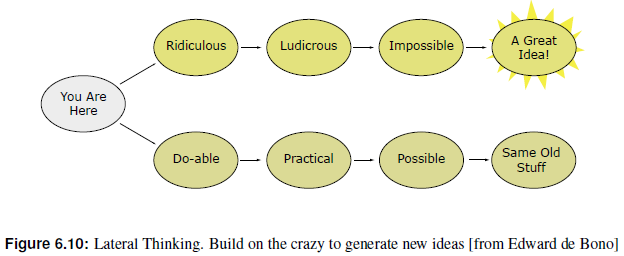 Ridiculous
Ludicrous
Impossible
A Great
Idea!
You Are
Here
Do-able
Practical
Possible
Same Old
Stuff
Figure 6.10: Lateral Thinking. Build on the crazy to generate new ideas [from Edward de Bono]